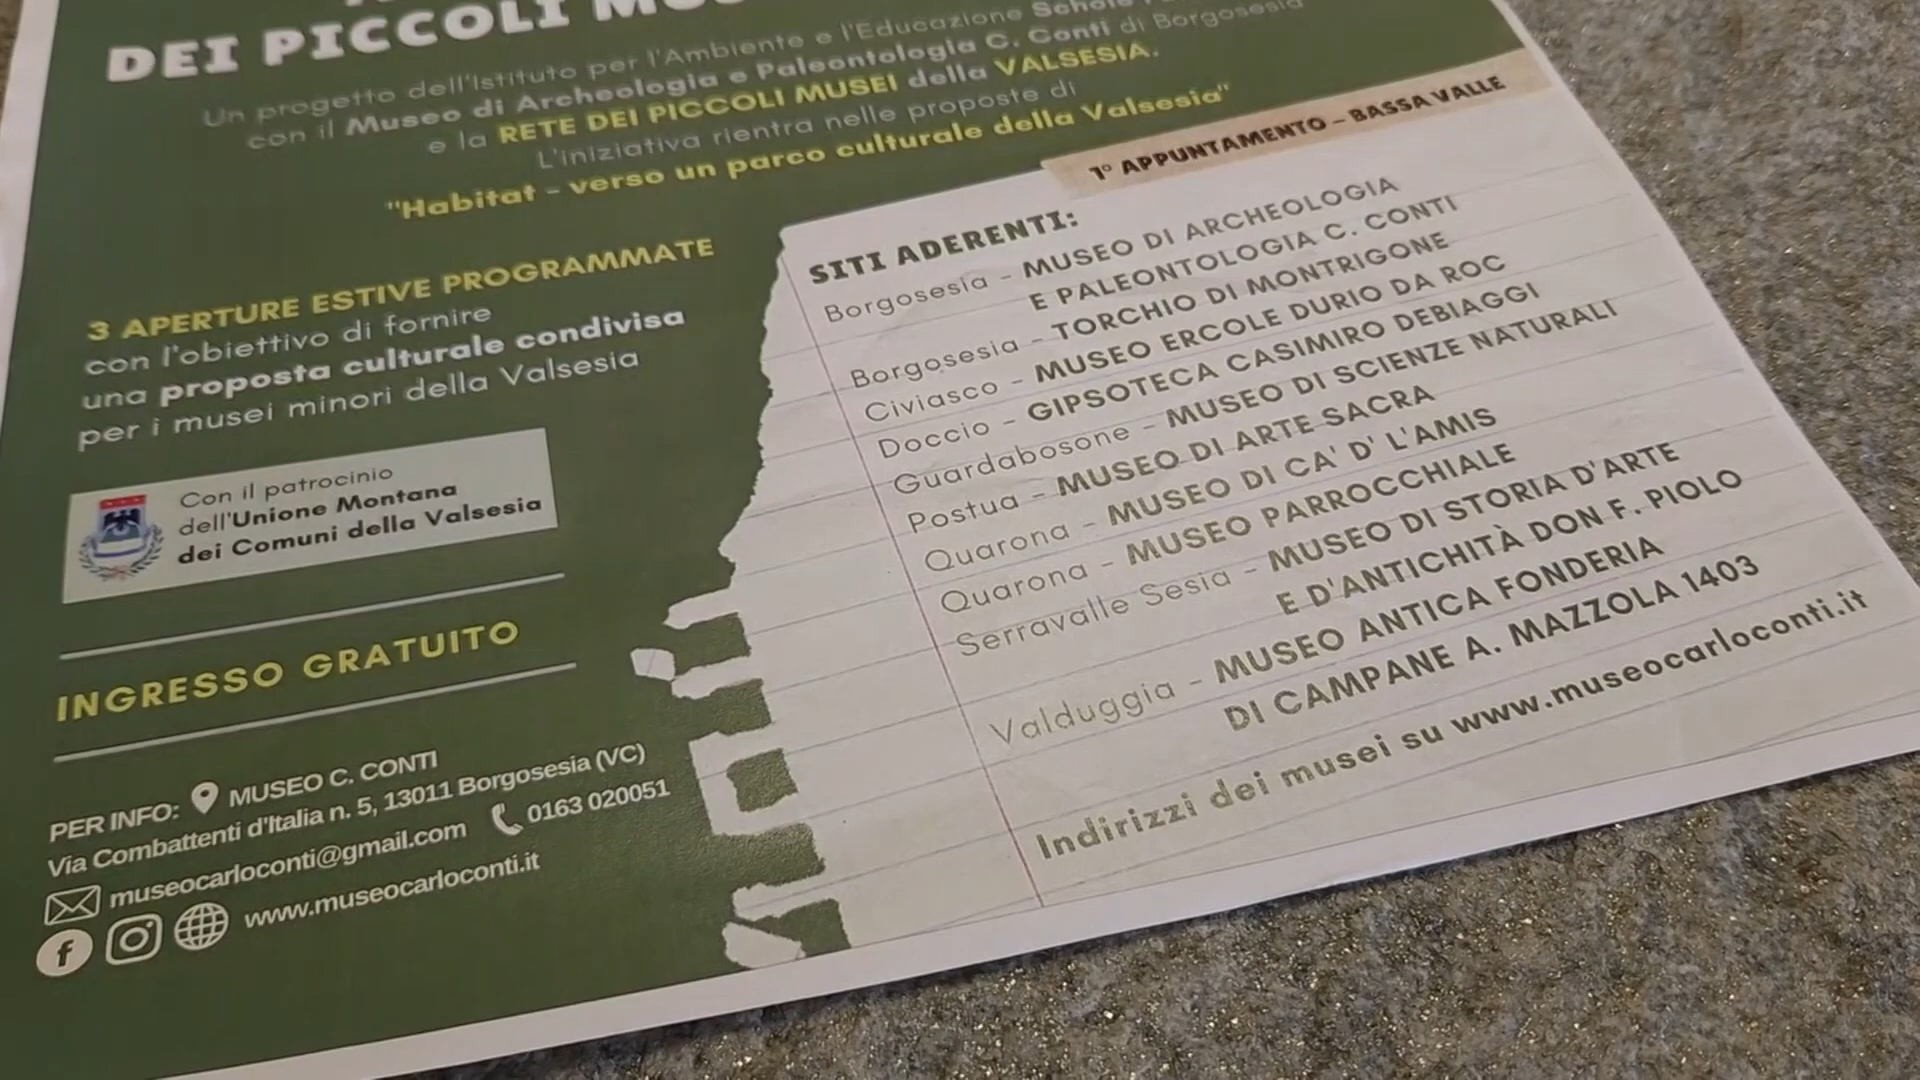 DEI PICCOLI
Un progetto dell'Istituto per l'Ambiente e l'Educazione
con il Museo di Archeologia e Paleontologia C. Conti di Borgosesia
e la RETE DEI PICCOLI MUSEI della VALSESIA.
L'iniziativa rientra nelle proposte di
"Habitat - verso un parco culturale della Valsesia"
3 APERTURE ESTIVE PROGRAMMATE
con l'obiettivo di fornire
una proposta culturale condivisa
per i musei minori della Valsesia
Con il patrocinio
dell'Unione Montana
dei Comuni della Valsesia
INGRESSO GRATUITO
PER INFO: MUSEO C. CONTI
Via Combattenti d'Italia n. 5, 13011 Borgosesia (VC)
museocarloconti@gmail.com 0163 020051
www.museocarloconti.it
1° APPUNTAMENTO – BASSA VALLE
SITI ADERENTI:
Borgosesia - MUSEO DI ARCHEOLOGIA
E PALEONTOLOGIA C. CONTI
Borgosesia - TORCHIO DI MONTRIGONE
Civiasco - MUSEO ERCOLE DURIO DA ROC
Doccio - GIPSOTECA CASIMIRO DEBIAGGI
Guardabosone - MUSEO DI SCIENZE NATURALI
Postua - MUSEO DI ARTE SACRA
Quarona - MUSEO DI CA' D' L'AMIS
Quarona - MUSEO PARROCCHIALE
Serravalle Sesia - MUSEO DI STORIA D'ARTE
E D'ANTICHITÀ DON F. PIOLO
Valduggia - MUSEO ANTICA FONDERIA
DI CAMPANE A. MAZZOLA 1403
Indirizzi dei musei su www.museocarloconti.it